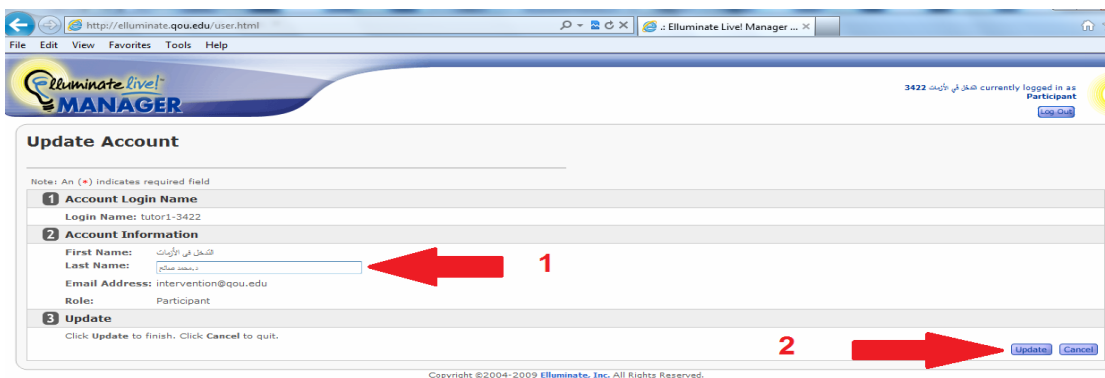 http://elluminate.qou.edu/user.html
.: Elluminate Live! Manager ...
File Edit View Favorites Tools Help
Elluminate live!
MANAGER
3422 التدخل في الأزمات currently logged in as
Participant
Log Out
Update Account
Note: An (*) indicates required field
1 Account Login Name
Login Name: tutor1-3422
2 Account Information
First Name: التدخل في الأزمات
Last Name: د.محمد صالح
1
Email Address: intervention@qou.edu
Role: Participant
3 Update
Click Update to finish. Click Cancel to quit.
2
Update Cancel
Copyright ©2004-2009 Elluminate, Inc. All Rights Reserved.